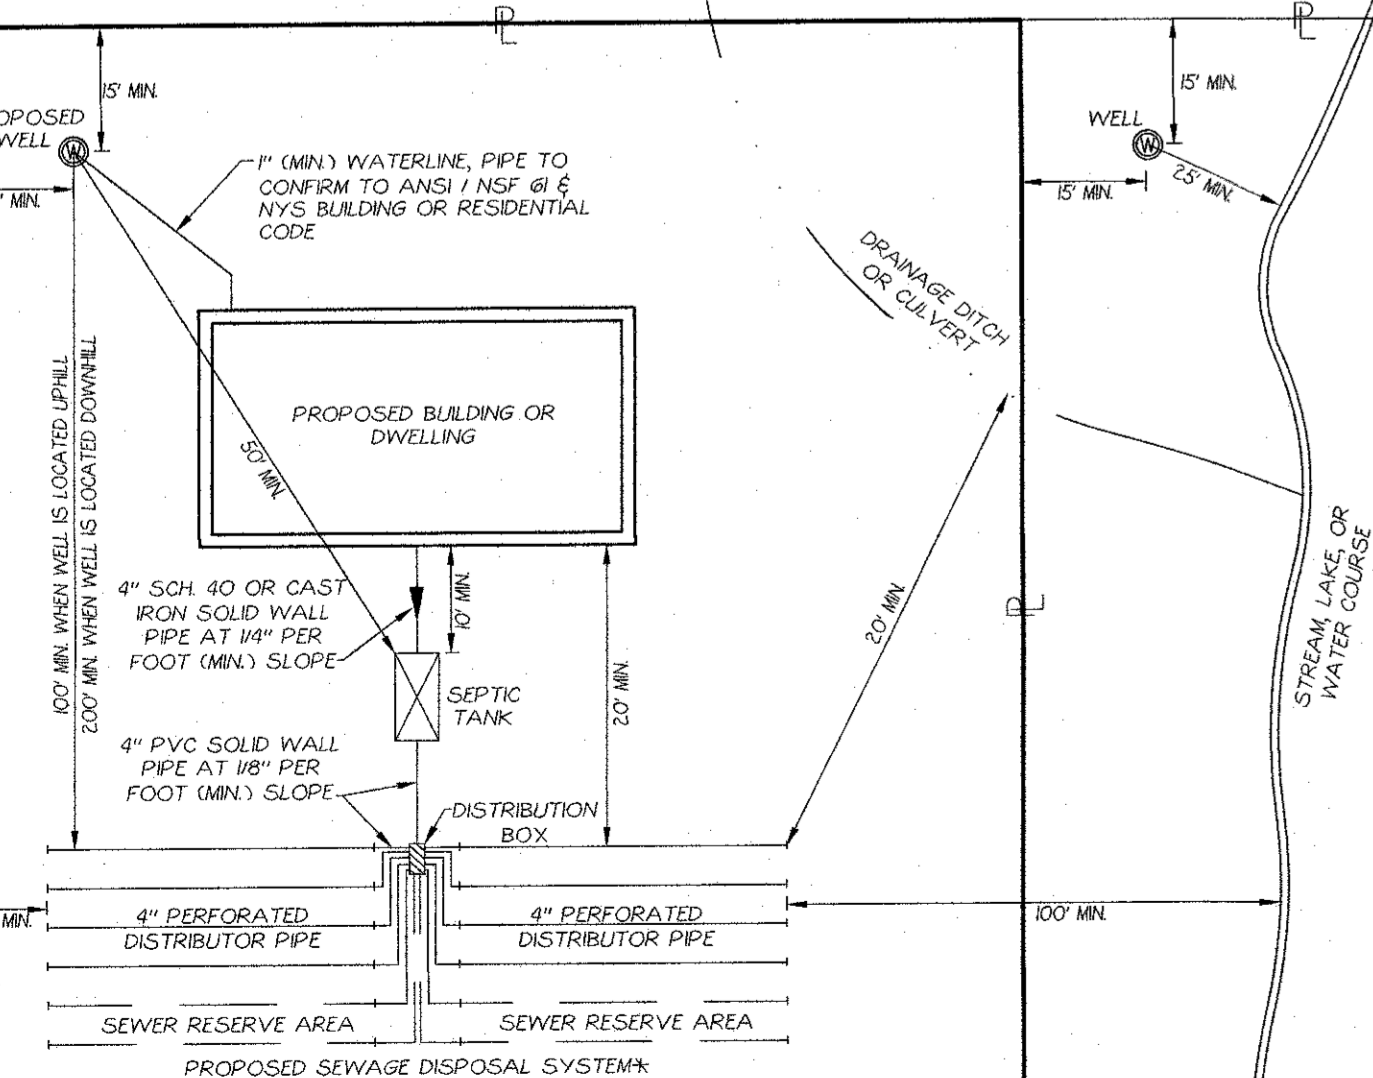 PL
PL
15' MIN.
15' MIN.
OPOSED
WELL
W
WELL
W
1" (MIN.) WATERLINE, PIPE TO
CONFIRM TO ANSI / NSF 61 &
NYS BUILDING OR RESIDENTIAL
CODE
' MIN.
15' MIN.
25' MIN.
DRAINAGE DITCH
OR CULVERT
PROPOSED BUILDING OR
DWELLING
50' MIN.
100' MIN. WHEN WELL IS LOCATED UPHILL
200' MIN. WHEN WELL IS LOCATED DOWNHILL
4" SCH. 40 OR CAST
IRON SOLID WALL
PIPE AT 1/4" PER
FOOT (MIN.) SLOPE
10' MIN.
20' MIN.
20' MIN.
PL
STREAM, LAKE, OR
WATER COURSE
SEPTIC
TANK
4" PVC SOLID WALL
PIPE AT 1/8" PER
FOOT (MIN.) SLOPE
DISTRIBUTION
BOX
MIN.
4" PERFORATED
DISTRIBUTOR PIPE
4" PERFORATED
DISTRIBUTOR PIPE
100' MIN.
SEWER RESERVE AREA
SEWER RESERVE AREA
PROPOSED SEWAGE DISPOSAL SYSTEM*